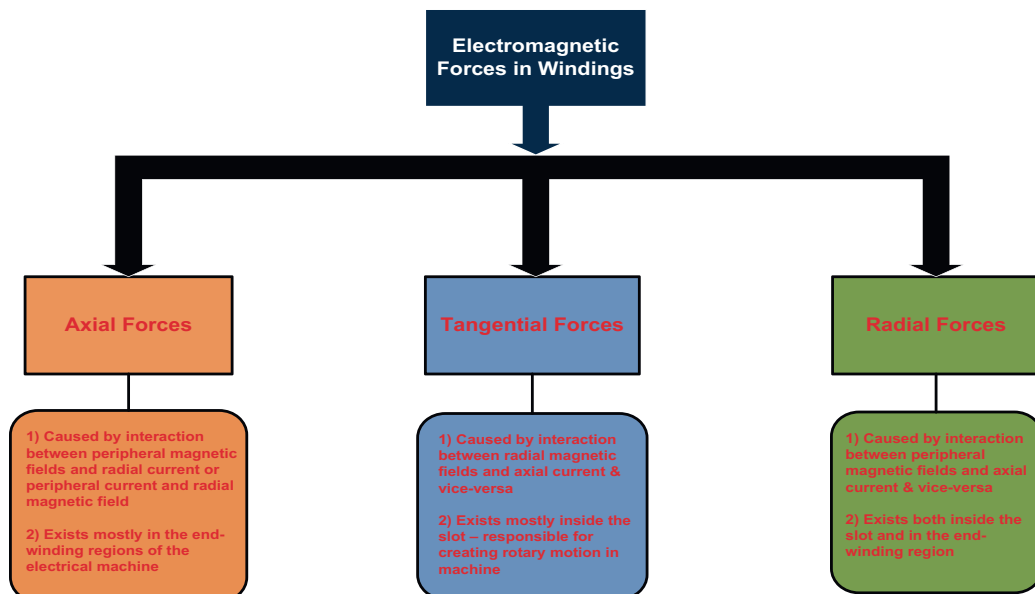 Electromagnetic
Forces in Windings
Axial Forces
Tangential Forces
Radial Forces
1) Caused by interaction
between peripheral magnetic
fields and radial current or
peripheral current and radial
magnetic field
2) Exists mostly in the end-
winding regions of the
electrical machine
1) Caused by interaction
between radial magnetic
fields and axial current &
vice-versa
2) Exists mostly inside the
slot – responsible for
creating rotary motion in
machine
1) Caused by interaction
between peripheral
magnetic fields and axial
current & vice-versa
2) Exists both inside the
slot and in the end-
winding region